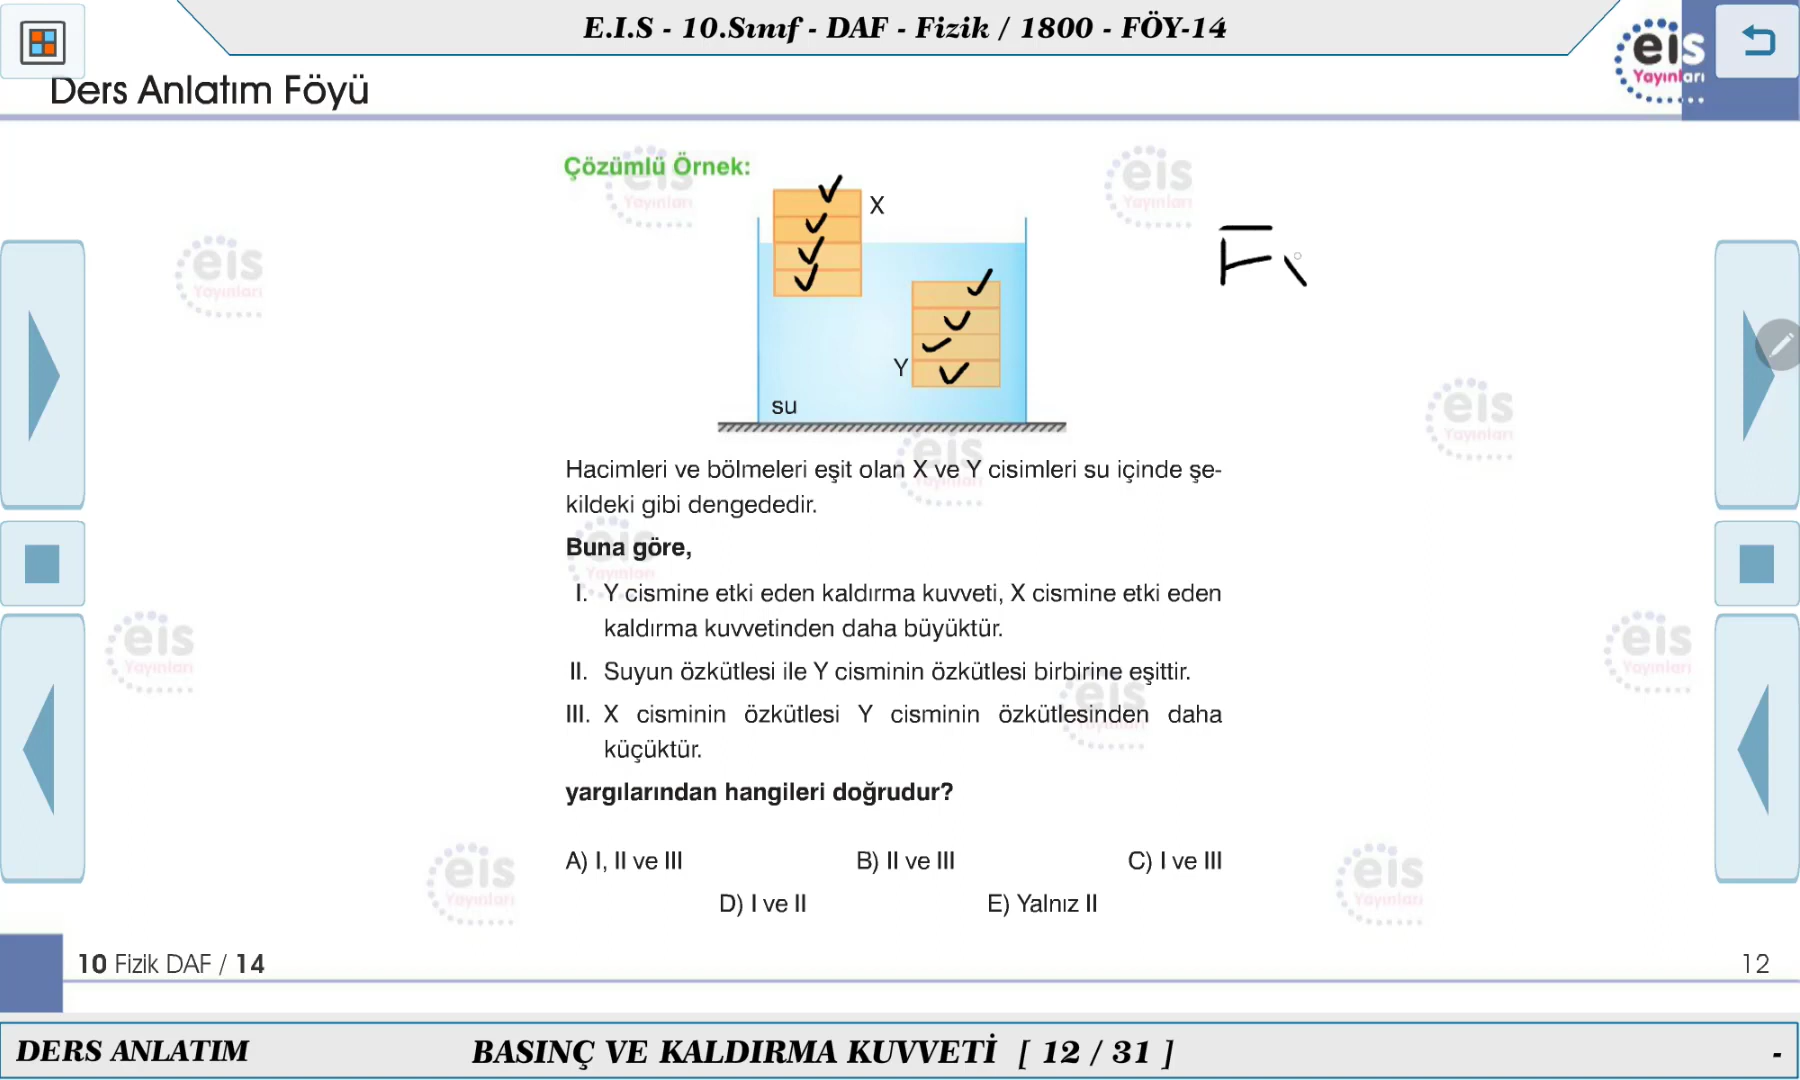 E.I.S - 10.Sınıf - DAF - Fizik / 1800 - FÖY-14
eis
Yayınları
Ders Anlatım Föyü
Çözümlü Örnek:
X
Y
su
F
Hacimleri ve bölmeleri eşit olan X ve Y cisimleri su içinde şe-
kildeki gibi dengededir.
Buna göre,
I. Y cismine etki eden kaldırma kuvveti, X cismine etki eden
kaldırma kuvvetinden daha büyüktür.
II. Suyun özkütlesi ile Y cisminin özkütlesi birbirine eşittir.
III. X cisminin özkütlesi Y cisminin özkütlesinden daha
küçüktür.
yargılarından hangileri doğrudur?
A) I, II ve III B) II ve III C) I ve III
D) I ve II E) Yalnız II
10 Fizik DAF / 14 12
DERS ANLATIM BASINÇ VE KALDIRMA KUVVETİ [ 12 / 31 ] -